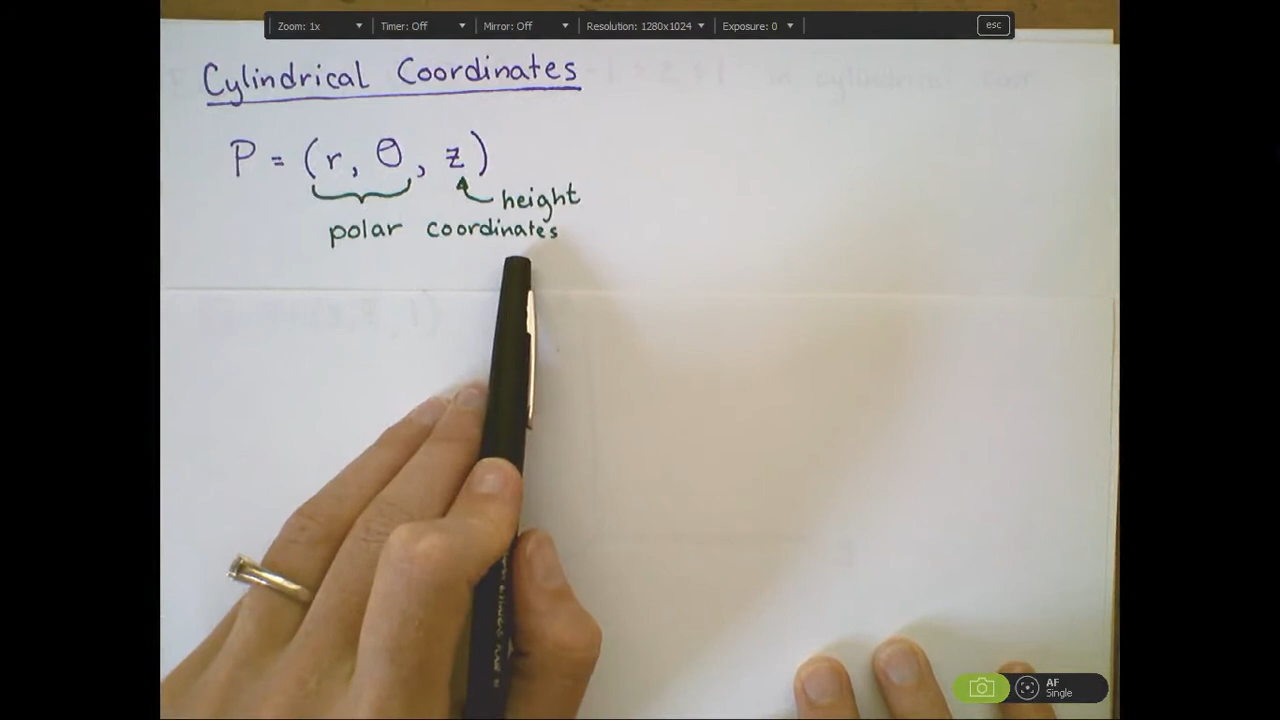 Zoom: 1x Timer: Off Mirror: Off Resolution: 1280x1024 Exposure: 0 esc
Cylindrical Coordinates
P = (r, θ, z)
height
polar coordinates
AF
Single